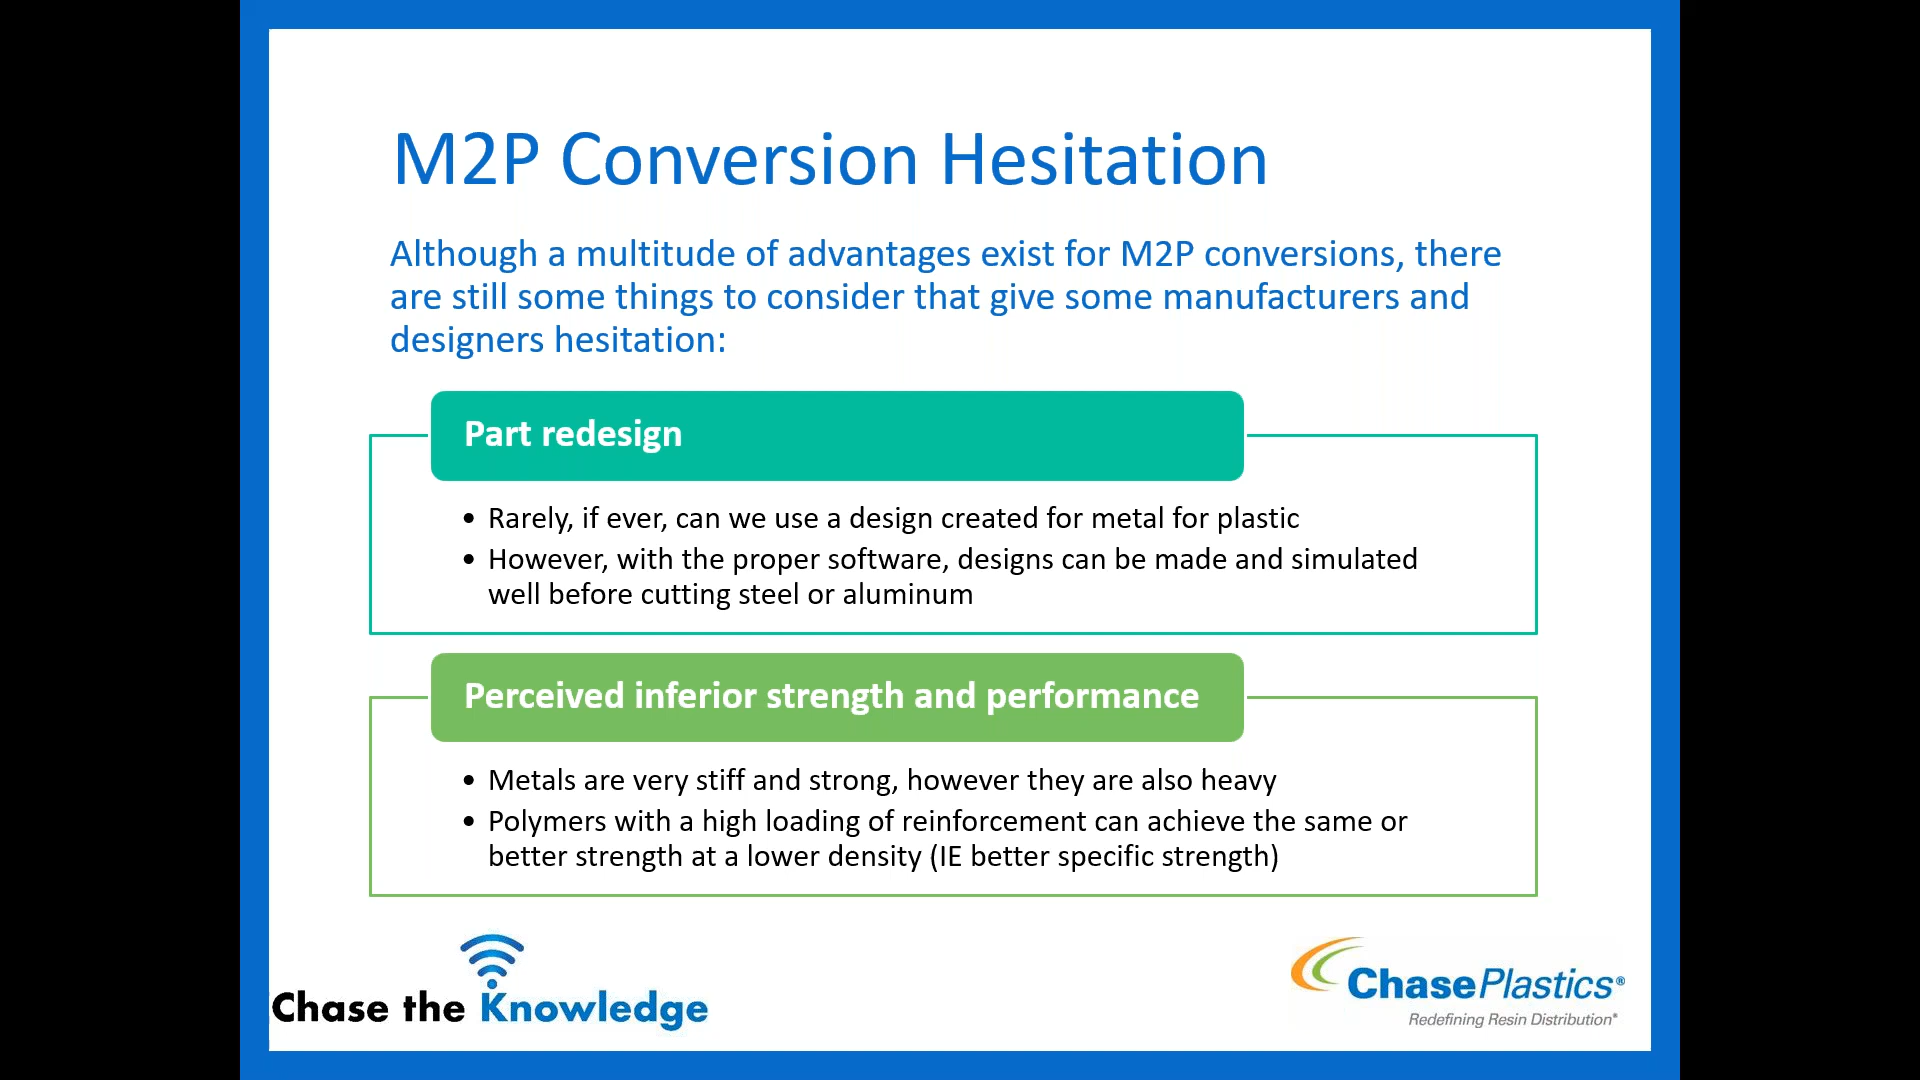 M2P Conversion Hesitation
Although a multitude of advantages exist for M2P conversions, there
are still some things to consider that give some manufacturers and
designers hesitation:
Part redesign
• Rarely, if ever, can we use a design created for metal for plastic
• However, with the proper software, designs can be made and simulated
well before cutting steel or aluminum
Perceived inferior strength and performance
• Metals are very stiff and strong, however they are also heavy
• Polymers with a high loading of reinforcement can achieve the same or
better strength at a lower density (IE better specific strength)
Chase the Knowledge
ChasePlastics®
Redefining Resin Distribution®